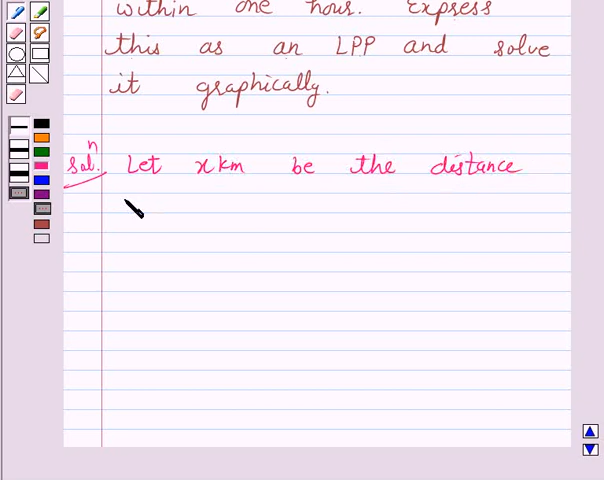 within one hour. Express
this as an LPP and solve
it graphically.
Solⁿ. Let x km be the distance